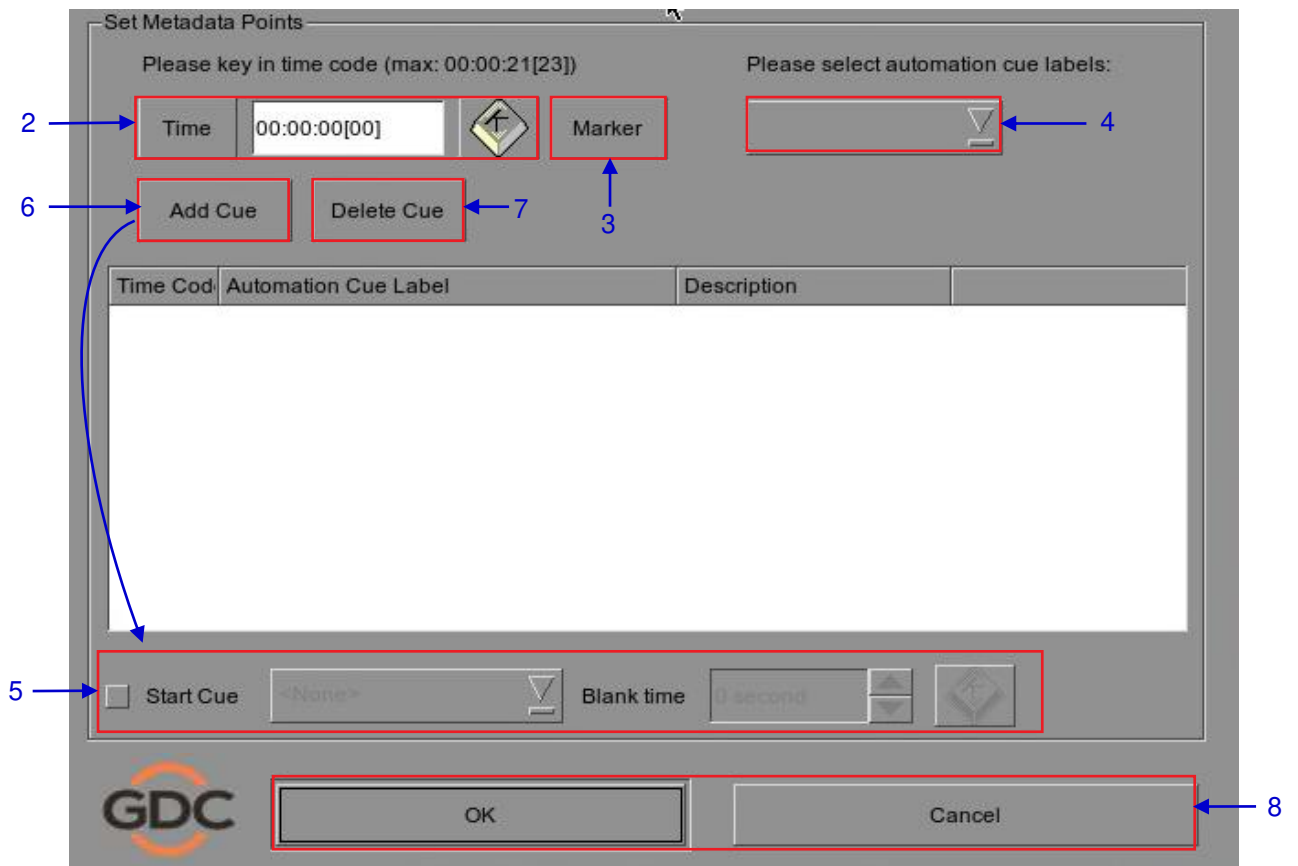 Set Metadata Points
Please key in time code (max: 00:00:21[23])
Please select automation cue labels:
2
Time
00:00:00[00]
Marker
4
6
Add Cue
Delete Cue
7
3
Time Cod
Automation Cue Label
Description
5
Start Cue
<None>
Blank time
0 second
GDC
OK
Cancel
8